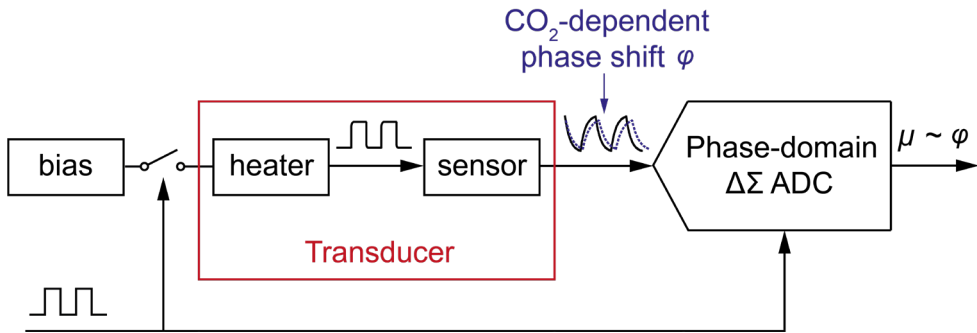 CO₂-dependent
phase shift φ
bias
heater
sensor
Phase-domain
ΔΣ ADC
μ ~ φ
Transducer